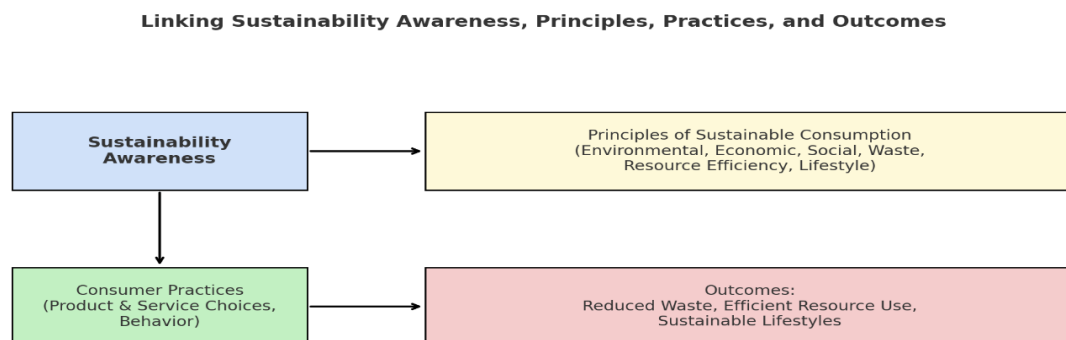 Linking Sustainability Awareness, Principles, Practices, and Outcomes
Sustainability
Awareness
Principles of Sustainable Consumption
(Environmental, Economic, Social, Waste,
Resource Efficiency, Lifestyle)
Consumer Practices
(Product & Service Choices,
Behavior)
Outcomes:
Reduced Waste, Efficient Resource Use,
Sustainable Lifestyles